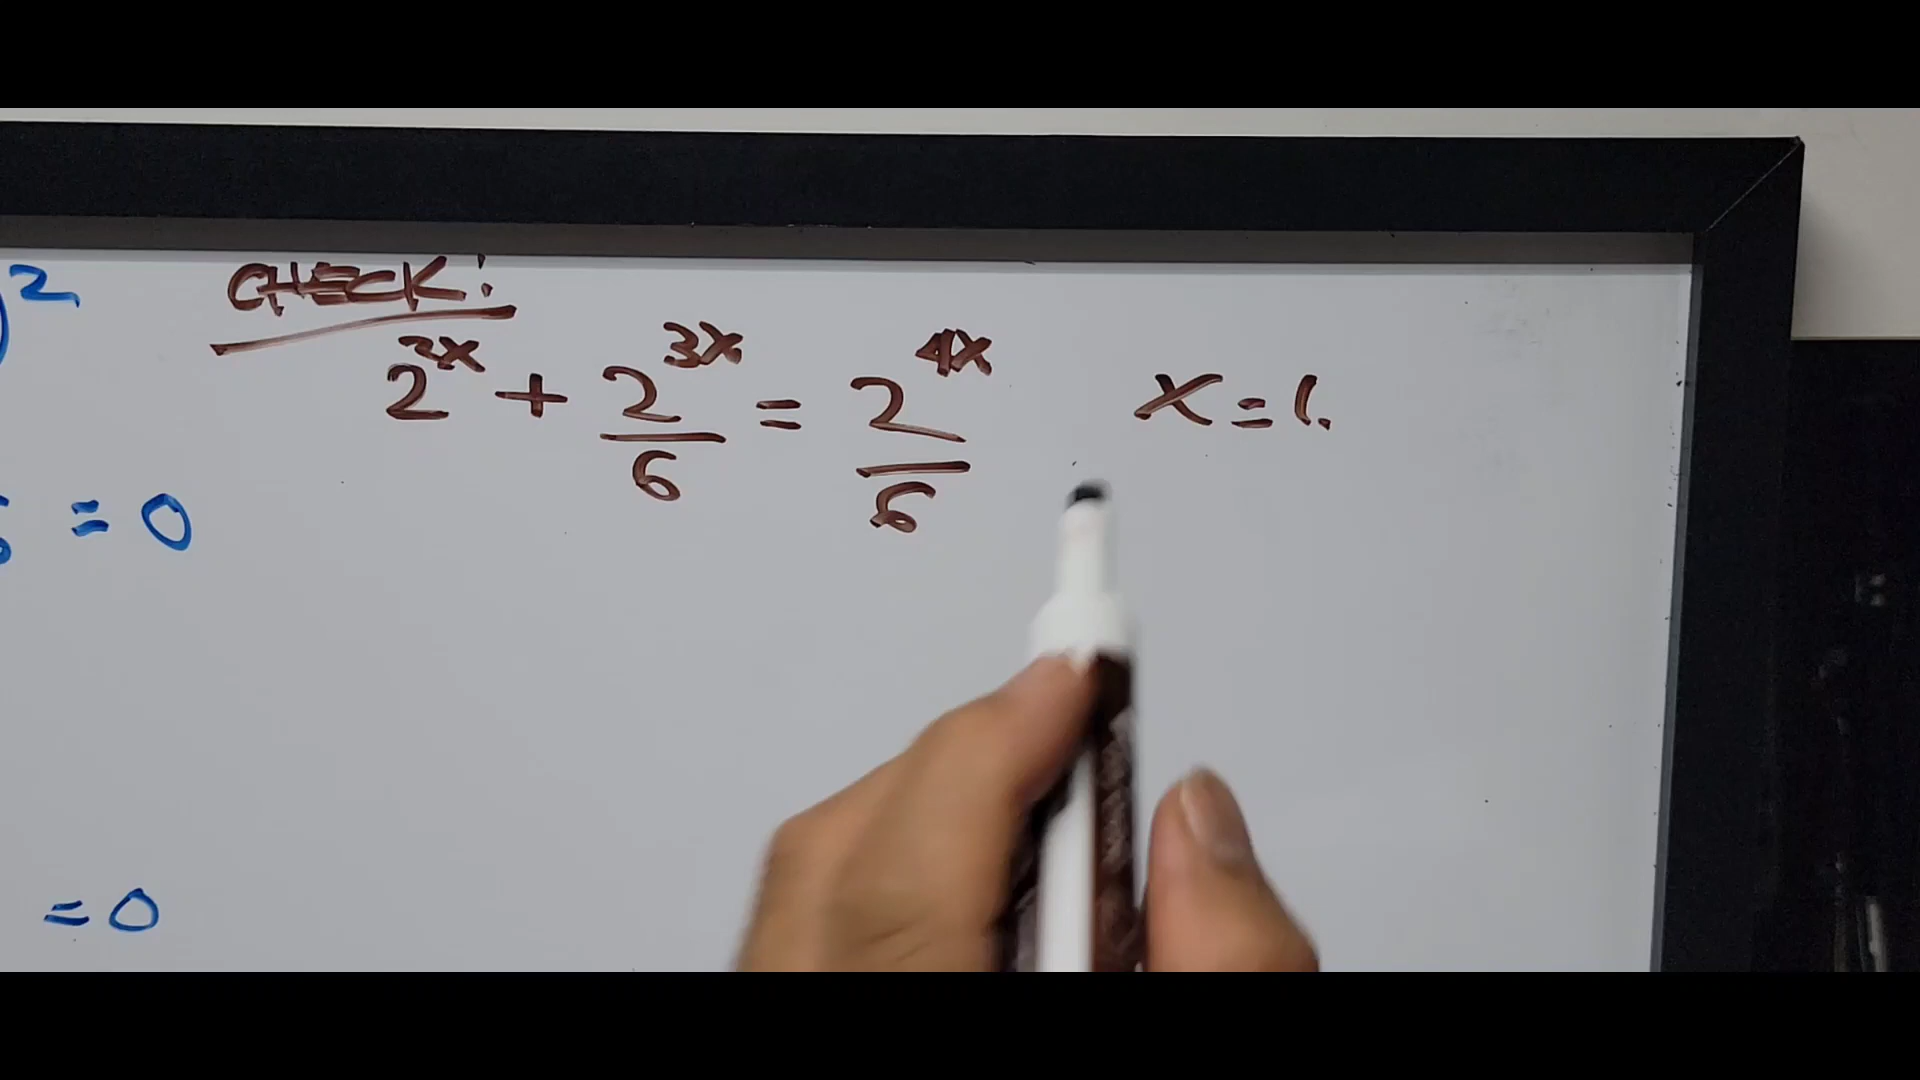 )²
CHECK:
2^2x + 2^3x/6 = 2^4x/6 x = 1.
= 0
= 0